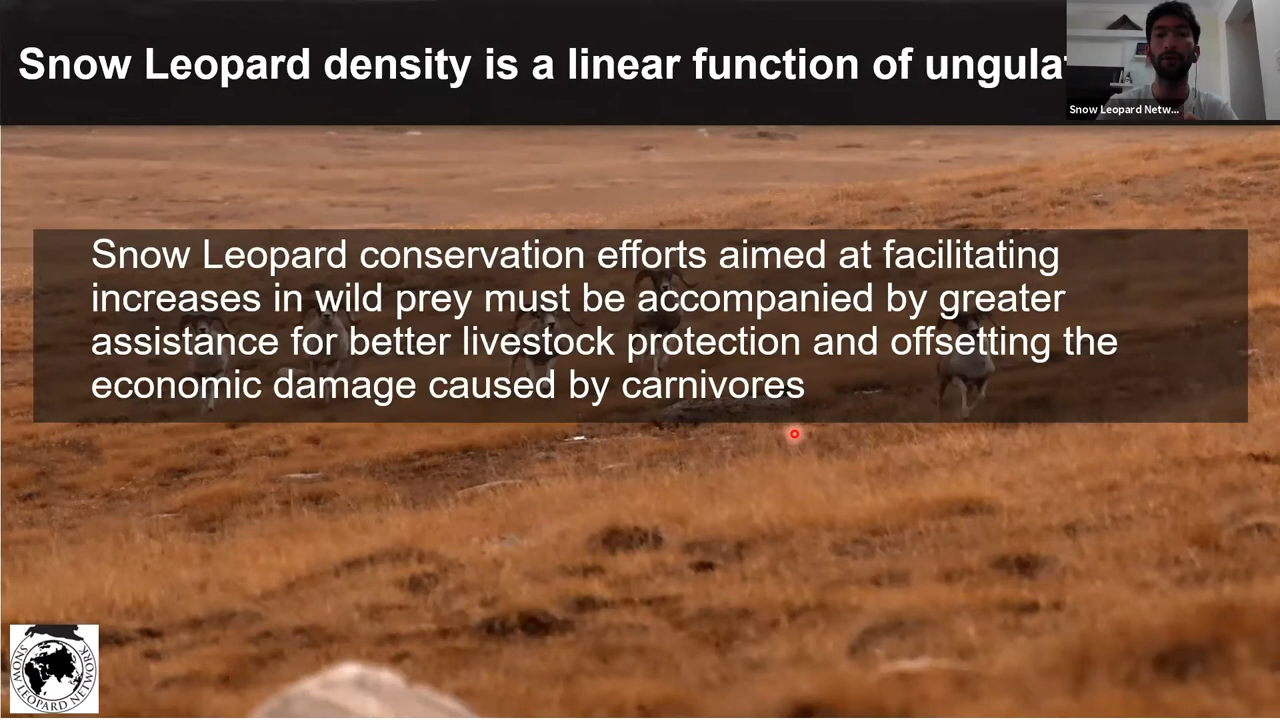 Snow Leopard density is a linear function of
Snow Leopard Netw...
Snow Leopard conservation efforts aimed at facilitating
increases in wild prey must be accompanied by greater
assistance for better livestock protection and offsetting the
economic damage caused by carnivores
SNOW LEOPARD NETWORK